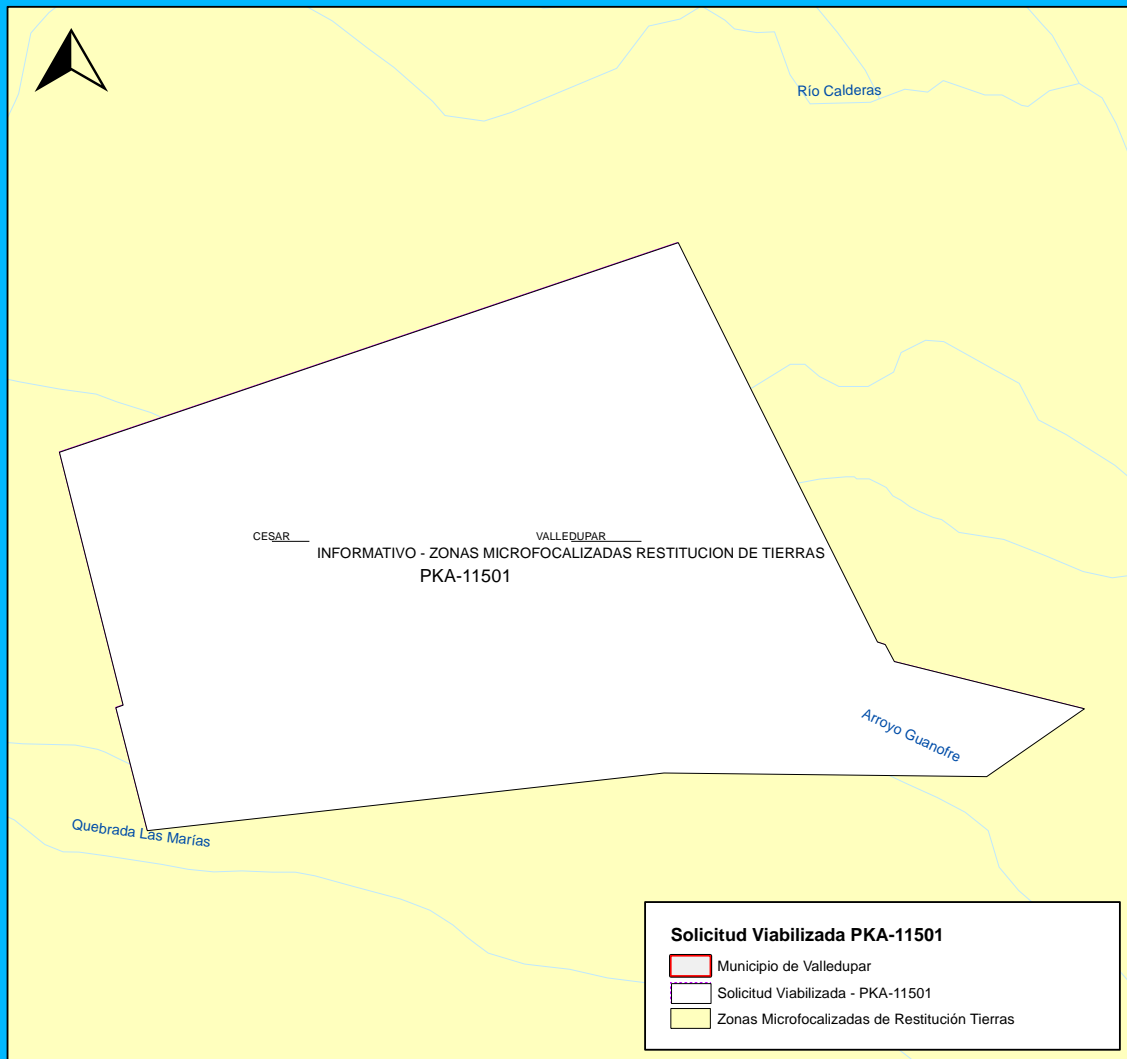 Río Calderas
CESAR
VALLEDUPAR
INFORMATIVO - ZONAS MICROFOCALIZADAS RESTITUCION DE TIERRAS
PKA-11501
Arroyo Guanofre
Quebrada Las Marías
Solicitud Viabilizada PKA-11501
Municipio de Valledupar
Solicitud Viabilizada - PKA-11501
Zonas Microfocalizadas de Restitución Tierras